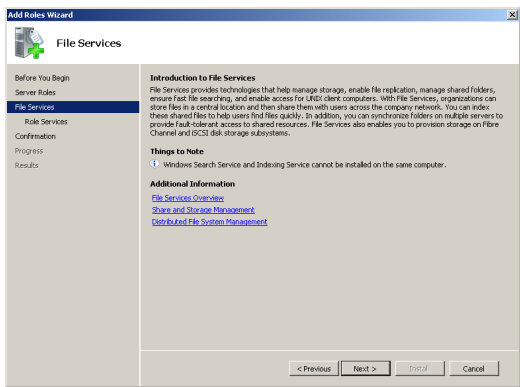 Add Roles Wizard
File Services
Before You Begin
Server Roles
File Services
Role Services
Confirmation
Progress
Results
Introduction to File Services
File Services provides technologies that help manage storage, enable file replication, manage shared folders,
ensure fast file searching, and enable access for UNIX client computers. With File Services, organizations can
store files in a central location and then share them with users across the company network. You can index
these shared files to help users find files quickly. In addition, you can synchronize folders on multiple servers to
provide fault-tolerant access to shared resources. File Services also enables you to provision storage on Fibre
Channel and iSCSI disk storage subsystems.
Things to Note
Windows Search Service and Indexing Service cannot be installed on the same computer.
Additional Information
File Services Overview
Share and Storage Management
Distributed File System Management
< Previous
Next >
Install
Cancel